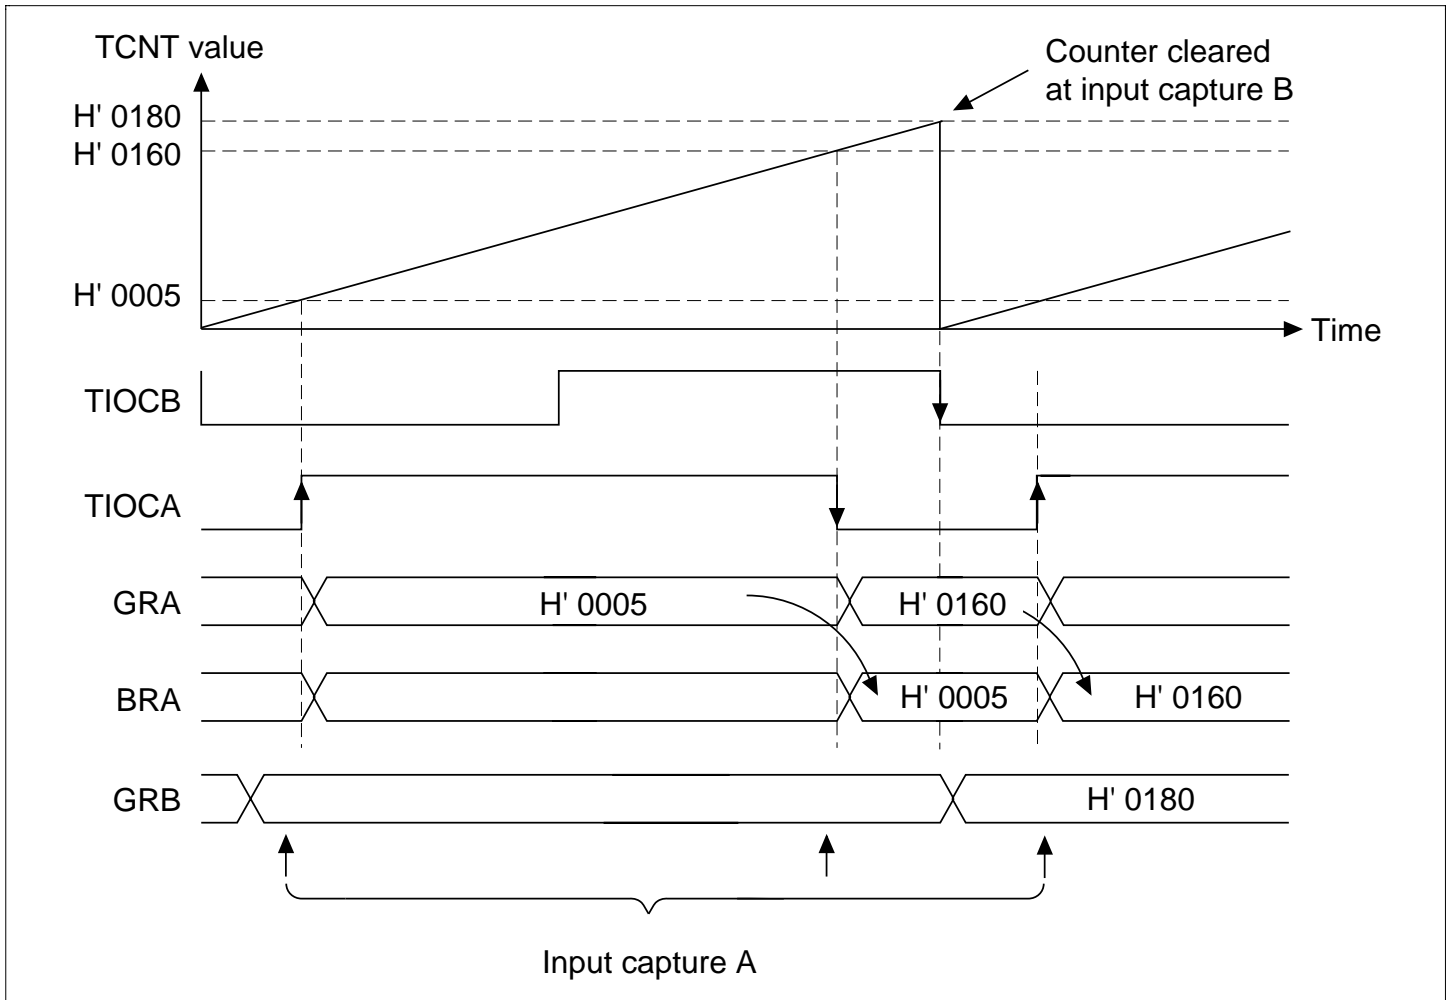 TCNT value
Counter cleared
at input capture B
H' 0180
H' 0160
H' 0005
Time
TIOCB
TIOCA
GRA
H' 0005
H' 0160
BRA
H' 0005
H' 0160
GRB
H' 0180
Input capture A